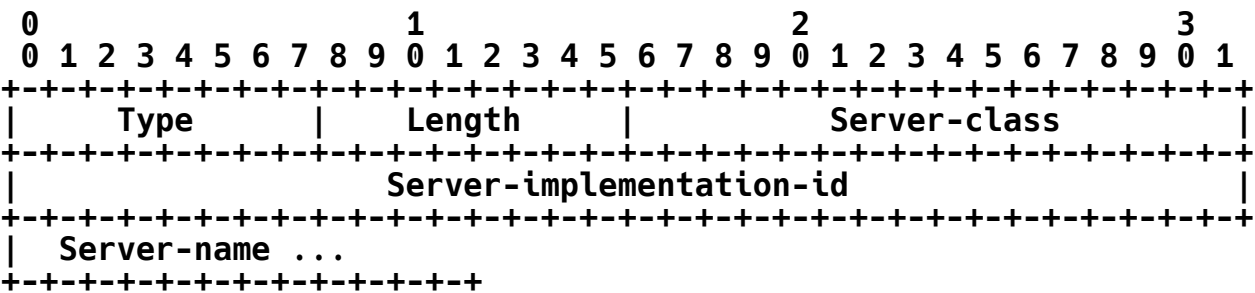 0                   1                   2                   3
 0 1 2 3 4 5 6 7 8 9 0 1 2 3 4 5 6 7 8 9 0 1 2 3 4 5 6 7 8 9 0 1
+-+-+-+-+-+-+-+-+-+-+-+-+-+-+-+-+-+-+-+-+-+-+-+-+-+-+-+-+-+-+-+-+
|     Type      |    Length     |          Server-class         |
+-+-+-+-+-+-+-+-+-+-+-+-+-+-+-+-+-+-+-+-+-+-+-+-+-+-+-+-+-+-+-+-+
|                   Server-implementation-id                    |
+-+-+-+-+-+-+-+-+-+-+-+-+-+-+-+-+-+-+-+-+-+-+-+-+-+-+-+-+-+-+-+-+
|  Server-name ...
+-+-+-+-+-+-+-+-+-+-+-+-+